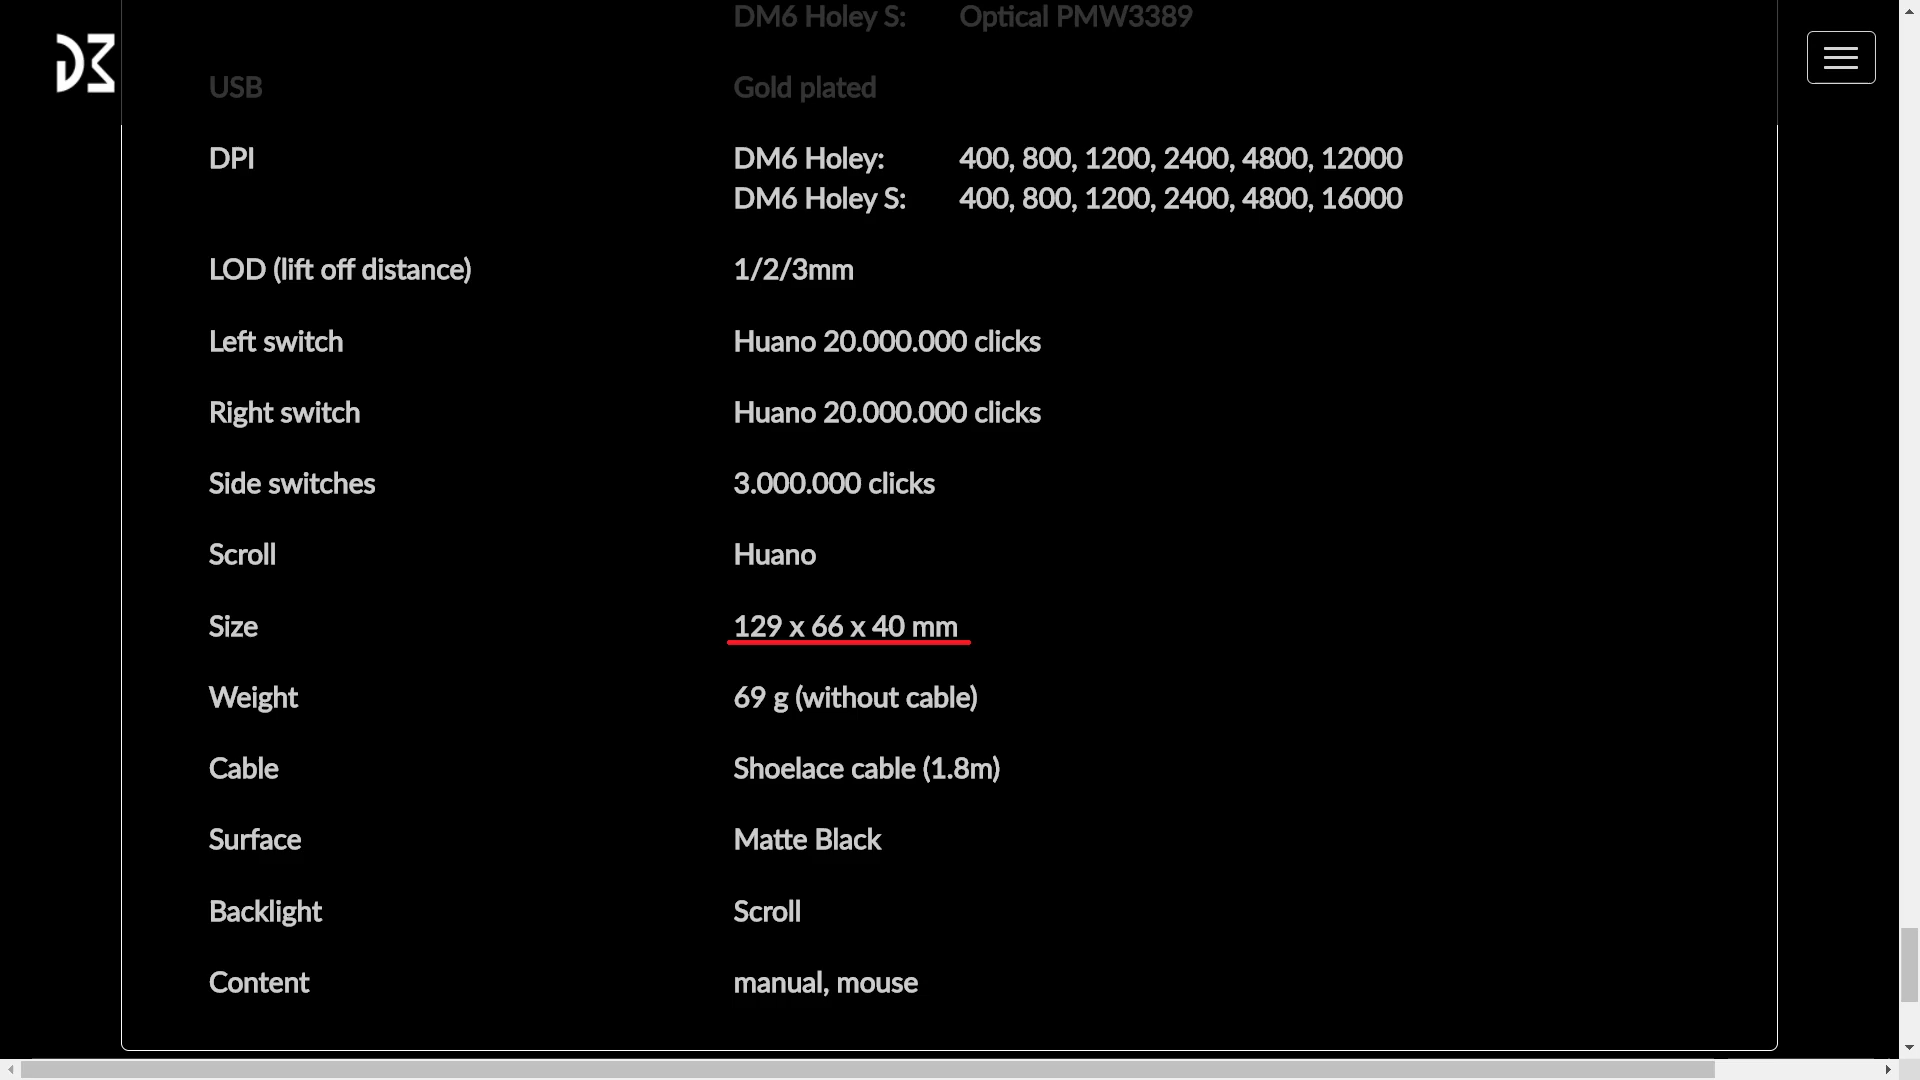 DM6 Holey S: Optical PMW3389
USB Gold plated
DPI DM6 Holey: 400, 800, 1200, 2400, 4800, 12000
DM6 Holey S: 400, 800, 1200, 2400, 4800, 16000
LOD (lift off distance) 1/2/3mm
Left switch Huano 20.000.000 clicks
Right switch Huano 20.000.000 clicks
Side switches 3.000.000 clicks
Scroll Huano
Size 129 x 66 x 40 mm
Weight 69 g (without cable)
Cable Shoelace cable (1.8m)
Surface Matte Black
Backlight Scroll
Content manual, mouse